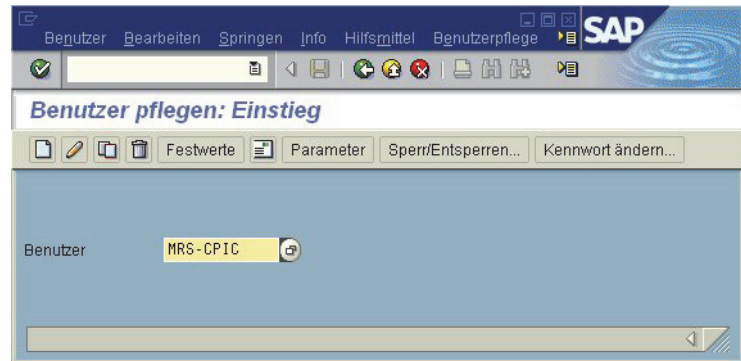 Benutzer Bearbeiten Springen Info Hilfsmittel Benutzerpflege
SAP
Benutzer pflegen: Einstieg
Festwerte Parameter Sperr/Entsperren... Kennwort ändern...
Benutzer MRS-CPIC